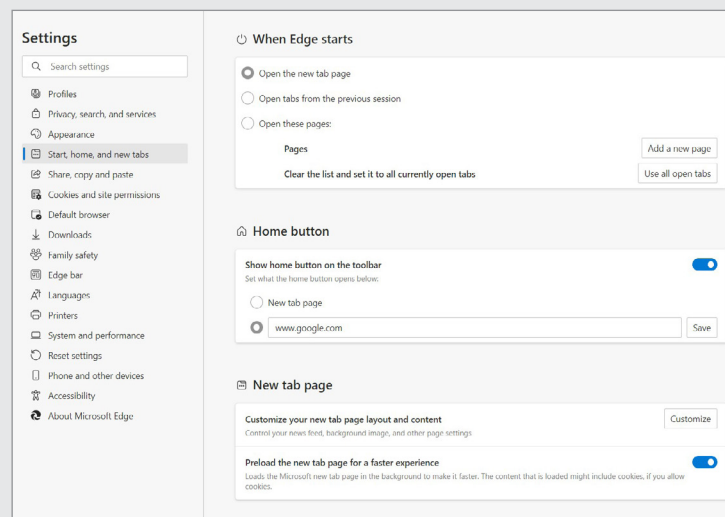 Settings
Search settings
Profiles
Privacy, search, and services
Appearance
Start, home, and new tabs
Share, copy and paste
Cookies and site permissions
Default browser
Downloads
Family safety
Edge bar
Languages
Printers
System and performance
Reset settings
Phone and other devices
Accessibility
About Microsoft Edge
When Edge starts
Open the new tab page
Open tabs from the previous session
Open these pages:
Pages
Add a new page
Clear the list and set it to all currently open tabs
Use all open tabs
Home button
Show home button on the toolbar
Set what the home button opens below:
New tab page
www.google.com
Save
New tab page
Customize your new tab page layout and content
Customize
Control your news feed, background image, and other page settings
Preload the new tab page for a faster experience
Loads the Microsoft new tab page in the background to make it faster. The content that is loaded might include cookies, if you allow
cookies.